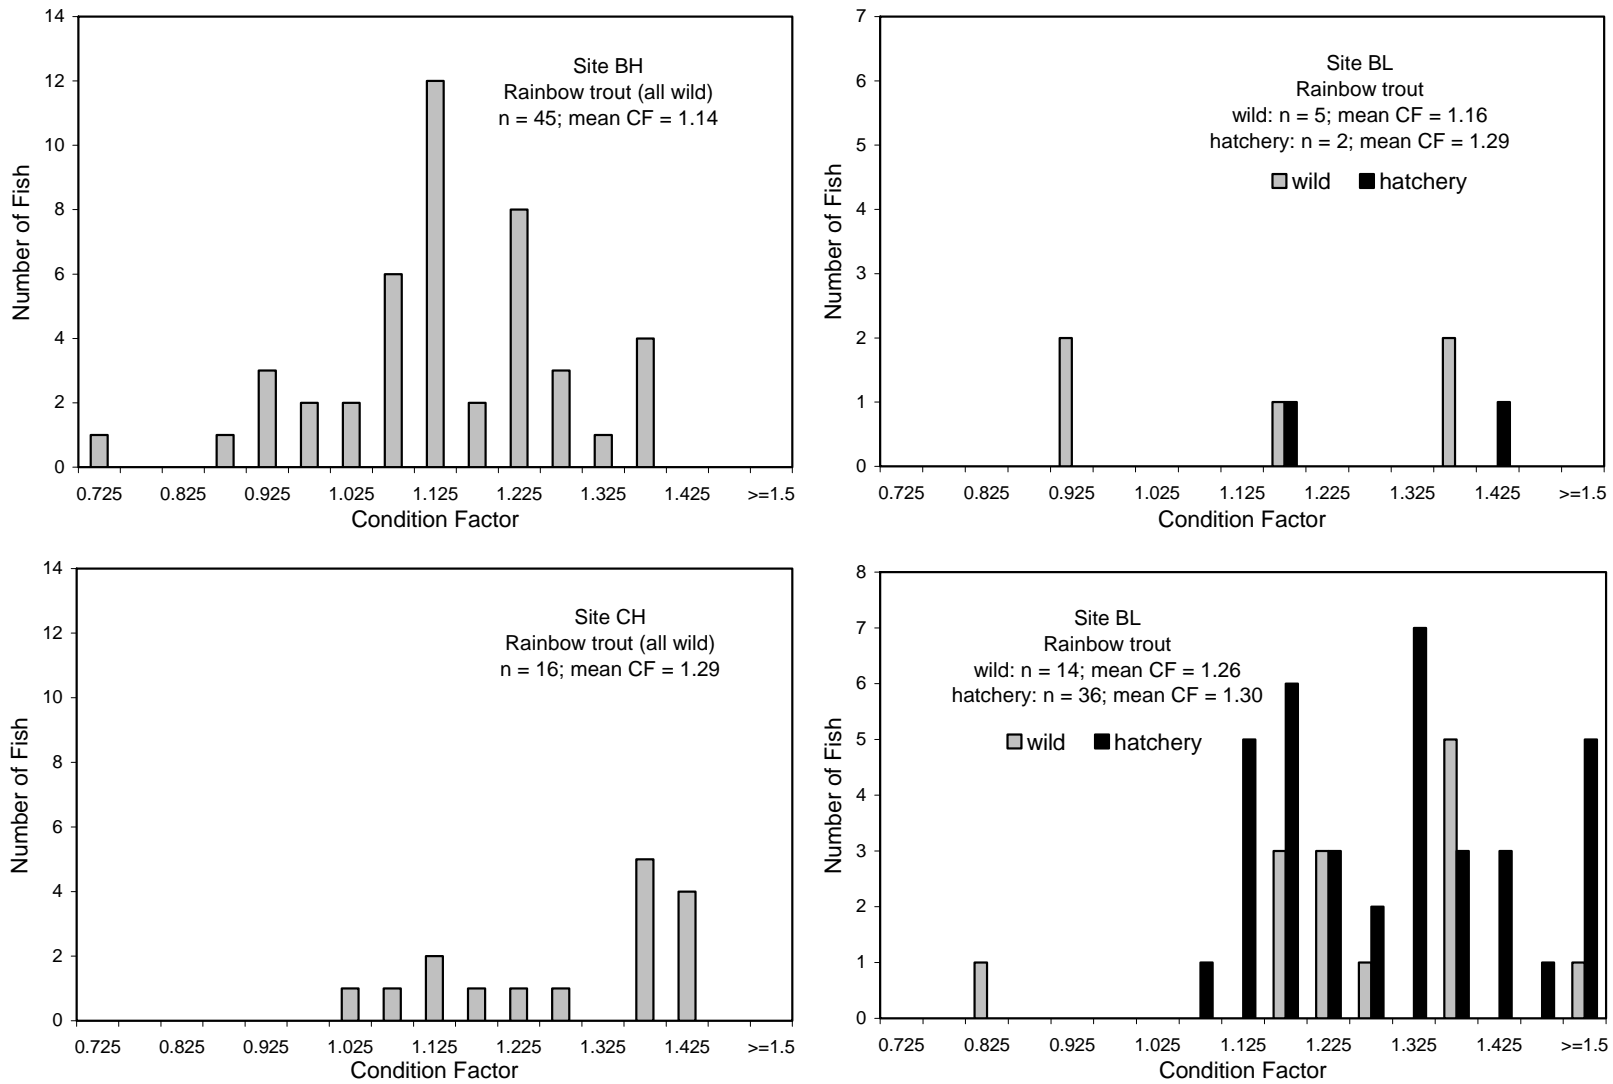 14
12
10
8
6
4
2
0
Number of Fish
Site BH
Rainbow trout (all wild)
n = 45; mean CF = 1.14
0.725 0.825 0.925 1.025 1.125 1.225 1.325 1.425 >=1.5
Condition Factor
7
6
5
4
3
2
1
0
Number of Fish
Site BL
Rainbow trout
wild: n = 5; mean CF = 1.16
hatchery: n = 2; mean CF = 1.29
wild hatchery
0.725 0.825 0.925 1.025 1.125 1.225 1.325 1.425 >=1.5
Condition Factor
14
12
10
8
6
4
2
0
Number of Fish
Site CH
Rainbow trout (all wild)
n = 16; mean CF = 1.29
0.725 0.825 0.925 1.025 1.125 1.225 1.325 1.425 >=1.5
Condition Factor
8
7
6
5
4
3
2
1
0
Number of Fish
Site BL
Rainbow trout
wild: n = 14; mean CF = 1.26
hatchery: n = 36; mean CF = 1.30
wild hatchery
0.725 0.825 0.925 1.025 1.125 1.225 1.325 1.425 >=1.5
Condition Factor